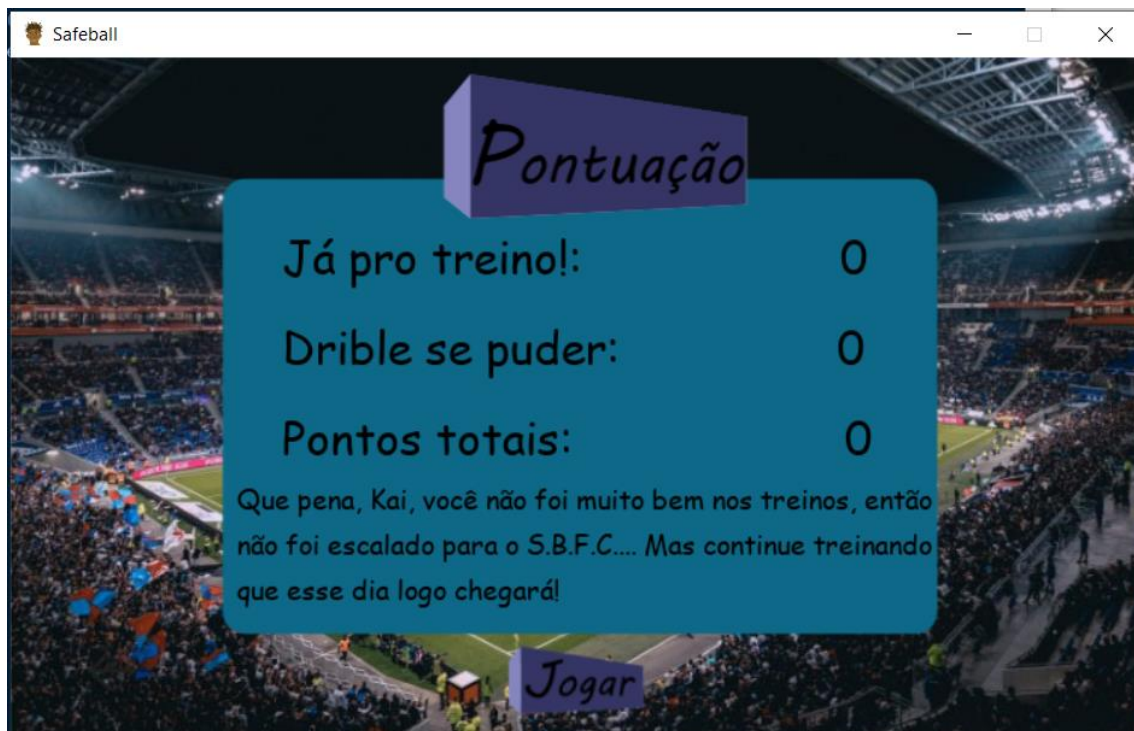 Safeball
Pontuação
Já pro treino!: 0
Drible se puder: 0
Pontos totais: 0
Que pena, Kai, você não foi muito bem nos treinos, então
não foi escalado para o S.B.F.C.... Mas continue treinando
que esse dia logo chegará!
Jogar